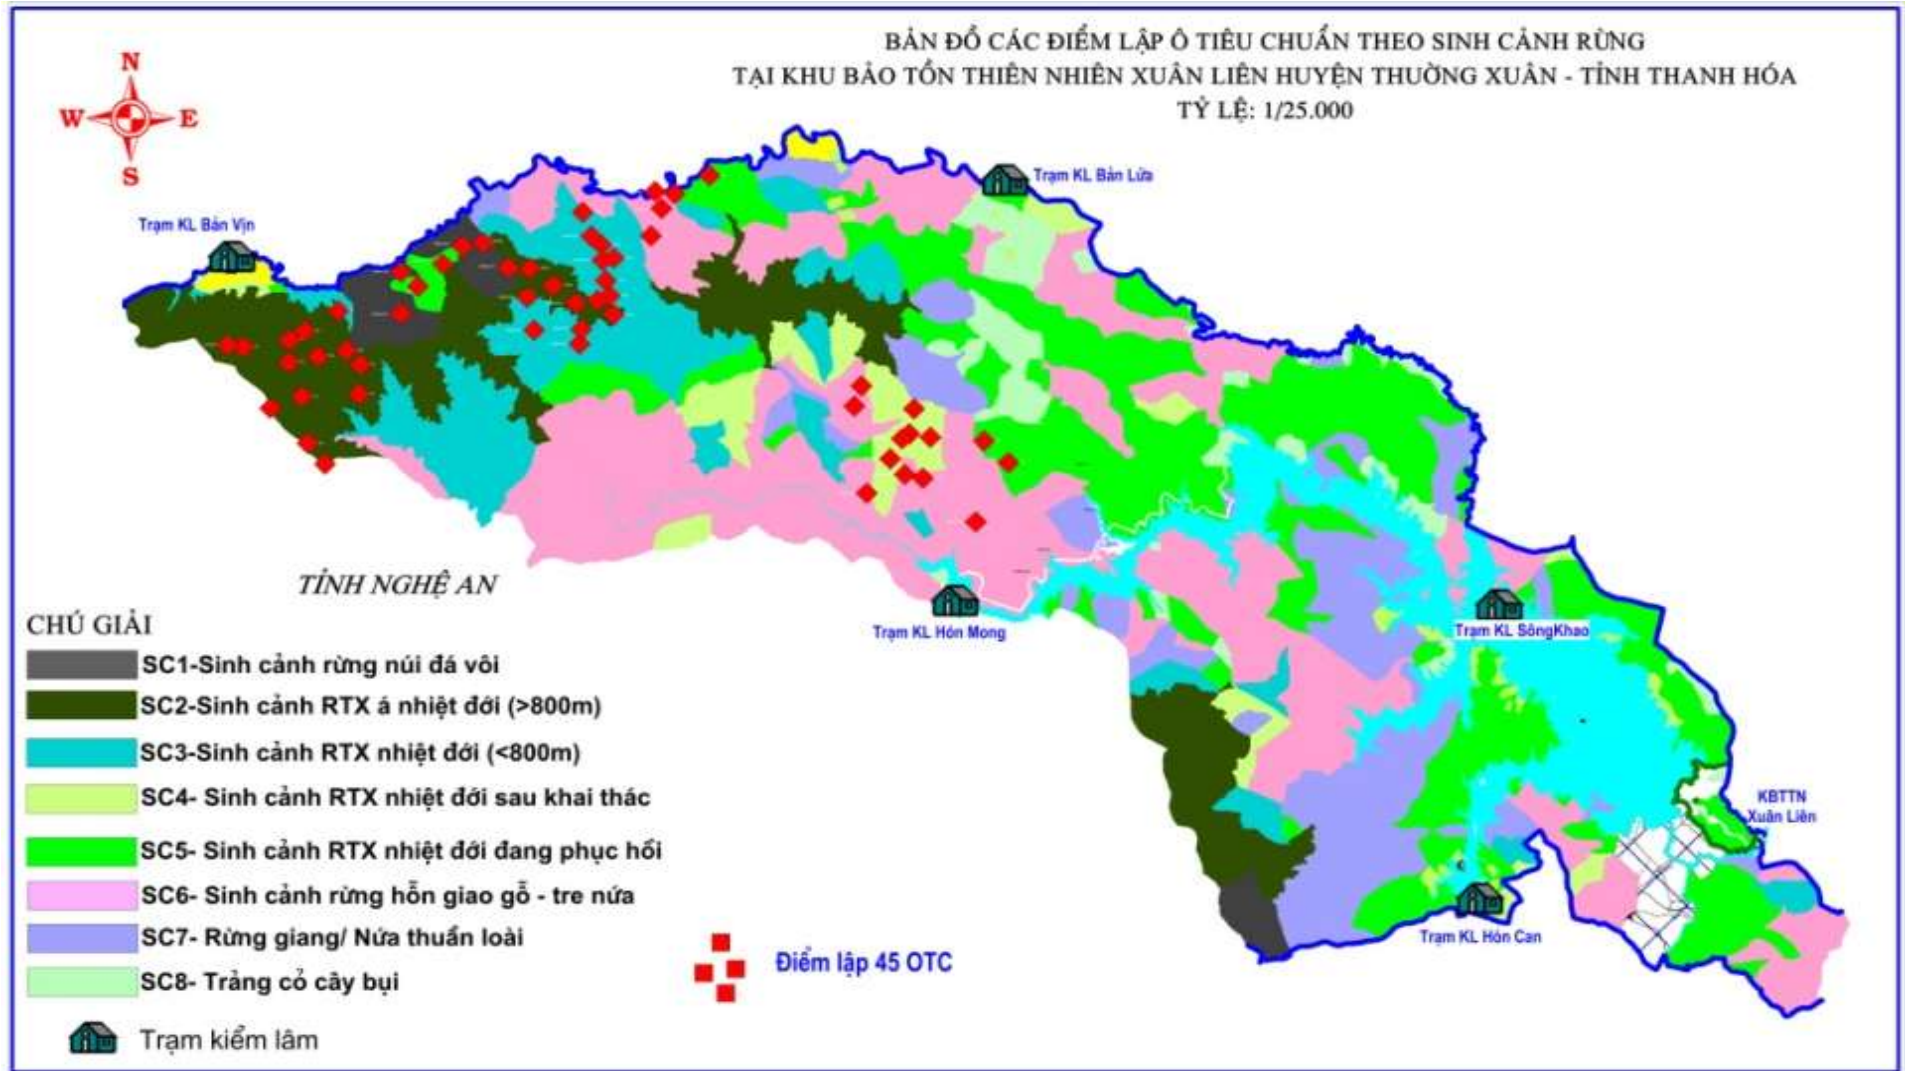 BẢN ĐỒ CÁC ĐIỂM LẬP Ô TIÊU CHUẨN THEO SINH CẢNH RỪNG
TẠI KHU BẢO TỒN THIÊN NHIÊN XUÂN LIÊN HUYỆN THUỜNG XUÂN - TỈNH THANH HÓA
TỶ LỆ: 1/25.000
N
W
E
S
Trạm KL Bản Lửa
Trạm KL Bản Vịn
TỈNH NGHỆ AN
Trạm KL Hón Mong
Trạm KL SôngKhao
KBTTN
Xuân Liên
Trạm KL Hón Can
CHÚ GIẢI
SC1-Sinh cảnh rừng núi đá vôi
SC2-Sinh cảnh RTX á nhiệt đới (>800m)
SC3-Sinh cảnh RTX nhiệt đới (<800m)
SC4- Sinh cảnh RTX nhiệt đới sau khai thác
SC5- Sinh cảnh RTX nhiệt đới đang phục hồi
SC6- Sinh cảnh rừng hỗn giao gỗ - tre nứa
SC7- Rừng giang/ Nứa thuần loài
SC8- Trảng cỏ cây bụi
Trạm kiểm lâm
Điểm lập 45 OTC